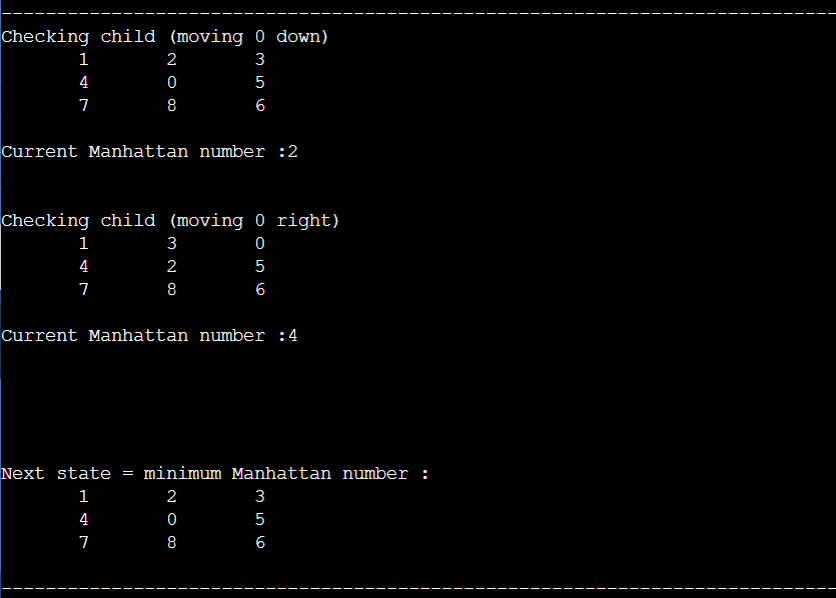 Checking child (moving 0 down)
1 2 3
4 0 5
7 8 6
Current Manhattan number :2
Checking child (moving 0 right)
1 3 0
4 2 5
7 8 6
Current Manhattan number :4
Next state = minimum Manhattan number :
1 2 3
4 0 5
7 8 6